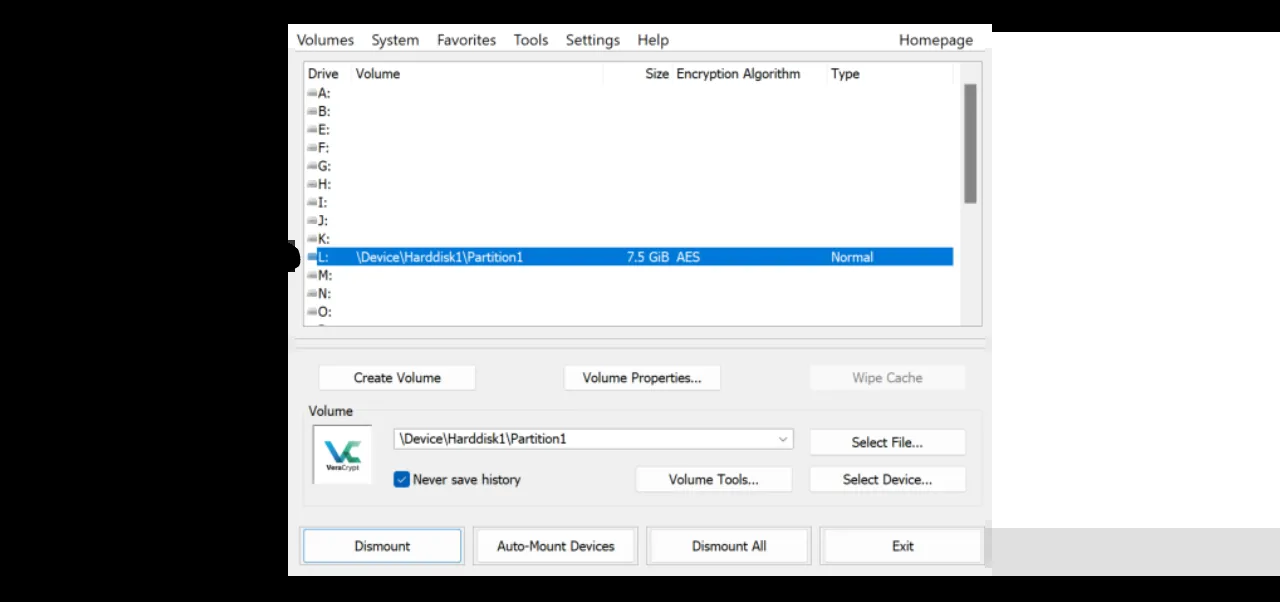 Volumes System Favorites Tools Settings Help Homepage
Drive Volume Size Encryption Algorithm Type
A:
B:
E:
F:
G:
H:
I:
J:
K:
L: \Device\Harddisk1\Partition1 7.5 GiB AES Normal
M:
N:
O:
Create Volume Volume Properties... Wipe Cache
Volume
\Device\Harddisk1\Partition1 Select File...
VeraCrypt
Never save history Volume Tools... Select Device...
Dismount Auto-Mount Devices Dismount All Exit